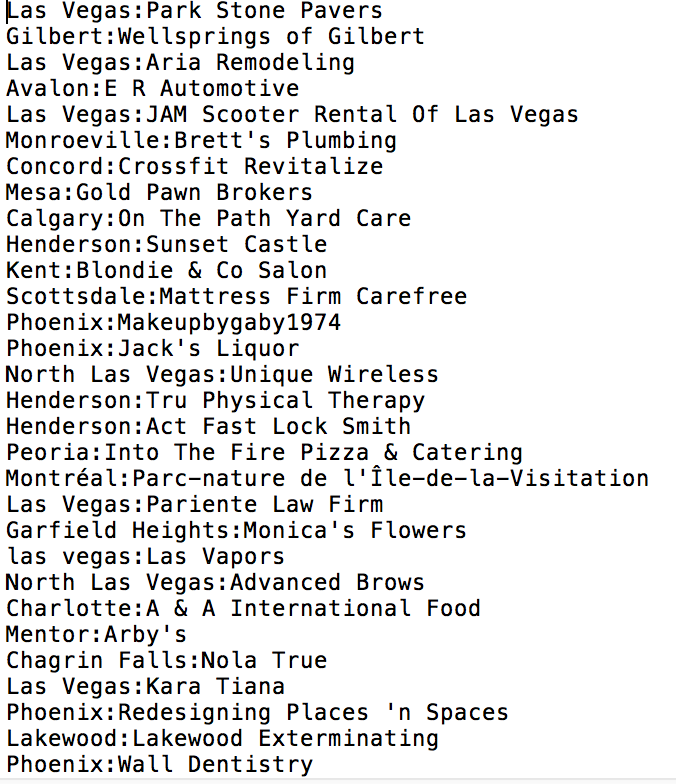 Las Vegas:Park Stone Pavers
Gilbert:Wellsprings of Gilbert
Las Vegas:Aria Remodeling
Avalon:E R Automotive
Las Vegas:JAM Scooter Rental Of Las Vegas
Monroeville:Brett's Plumbing
Concord:Crossfit Revitalize
Mesa:Gold Pawn Brokers
Calgary:On The Path Yard Care
Henderson:Sunset Castle
Kent:Blondie & Co Salon
Scottsdale:Mattress Firm Carefree
Phoenix:Makeupbygaby1974
Phoenix:Jack's Liquor
North Las Vegas:Unique Wireless
Henderson:Tru Physical Therapy
Henderson:Act Fast Lock Smith
Peoria:Into The Fire Pizza & Catering
Montréal:Parc-nature de l'Île-de-la-Visitation
Las Vegas:Pariente Law Firm
Garfield Heights:Monica's Flowers
las vegas:Las Vapors
North Las Vegas:Advanced Brows
Charlotte:A & A International Food
Mentor:Arby's
Chagrin Falls:Nola True
Las Vegas:Kara Tiana
Phoenix:Redesigning Places 'n Spaces
Lakewood:Lakewood Exterminating
Phoenix:Wall Dentistry